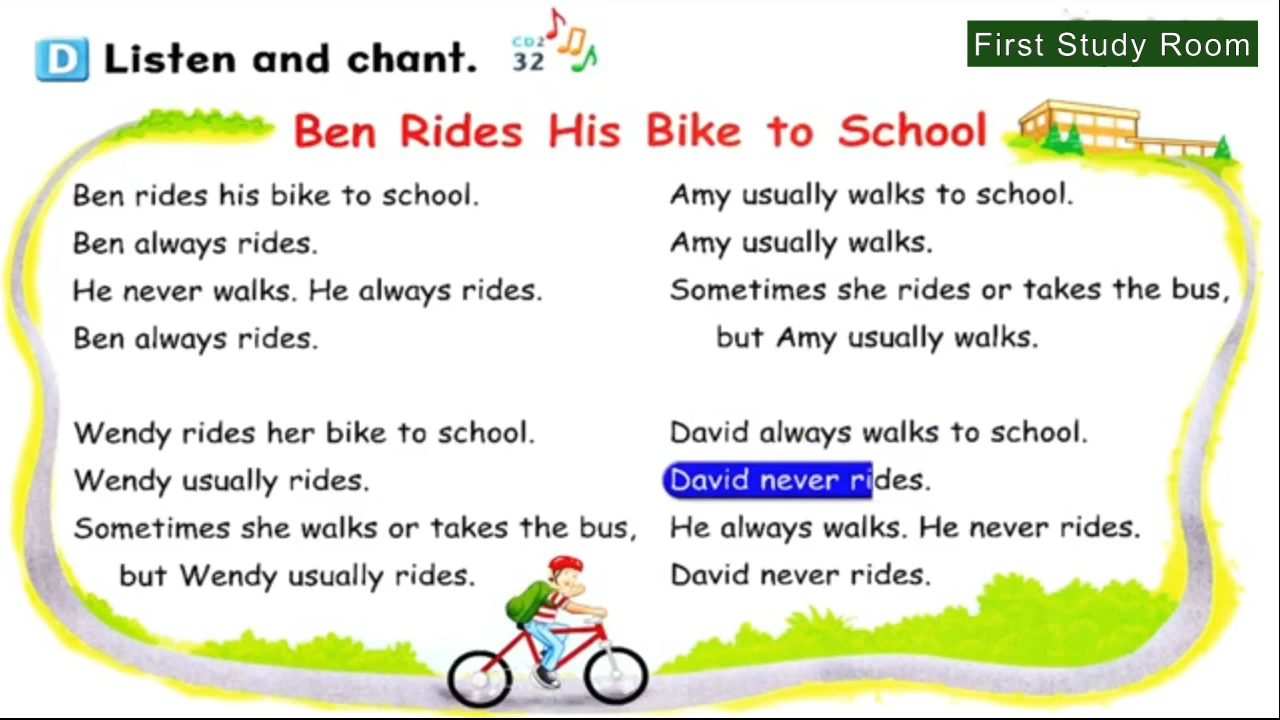 D Listen and chant.
CD2
32
First Study Room
Ben Rides His Bike to School
Ben rides his bike to school.
Ben always rides.
He never walks. He always rides.
Ben always rides.
Wendy rides her bike to school.
Wendy usually rides.
Sometimes she walks or takes the bus,
but Wendy usually rides.
Amy usually walks to school.
Amy usually walks.
Sometimes she rides or takes the bus,
but Amy usually walks.
David always walks to school.
David never rides.
He always walks. He never rides.
David never rides.